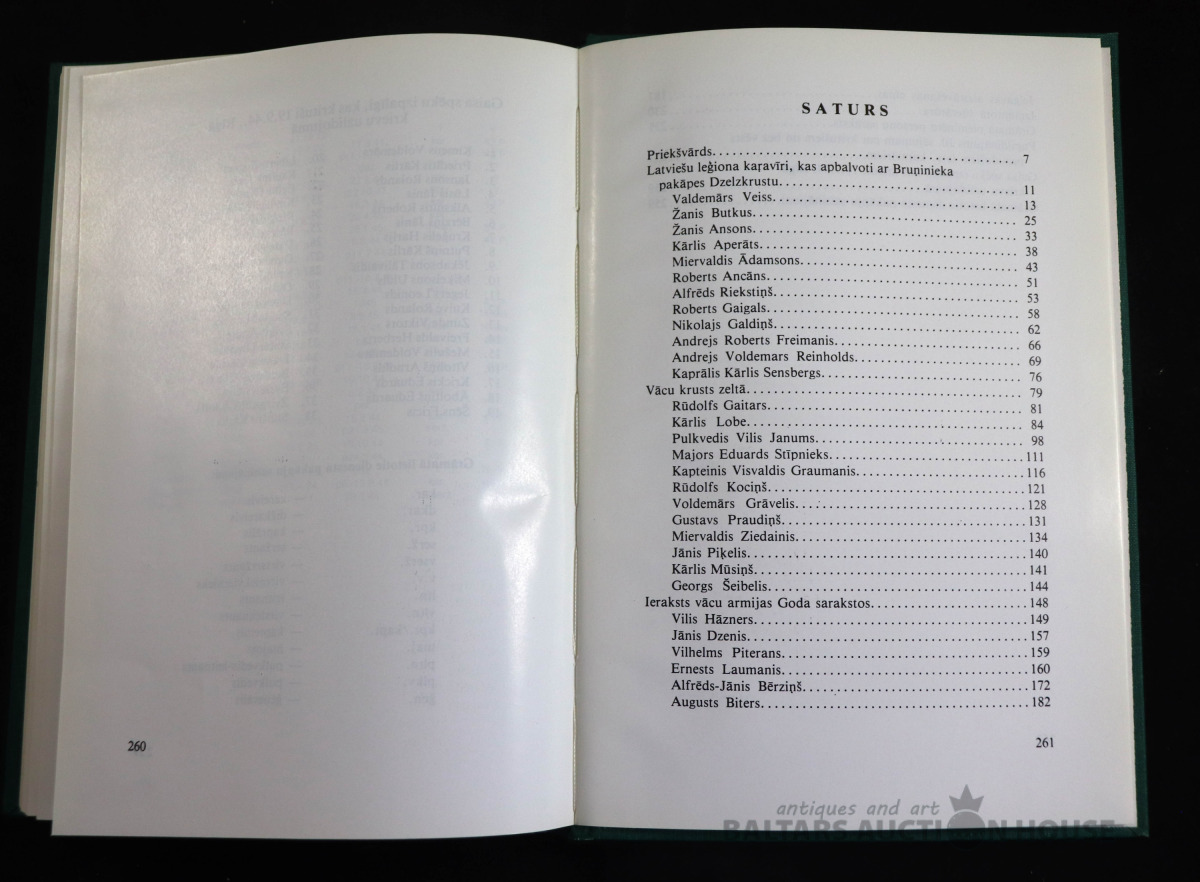 260
SATURS
Priekšvārds.......................................... 7
Latviešu leģiona karavīri, kas apbalvoti ar Bruņinieka
pakāpes Dzelzkrustu................................. 11
Valdemārs Veiss................................... 13
Žanis Butkus...................................... 25
Žanis Ansons...................................... 33
Kārlis Aperāts.................................... 38
Miervaldis Ādamsons............................... 43
Roberts Ancāns.................................... 51
Alfrēds Riekstiņš................................. 53
Roberts Gaigals................................... 58
Nikolajs Galdiņš.................................. 62
Andrejs Roberts Freimanis......................... 66
Andrejs Voldemars Reinholds....................... 69
Kaprālis Kārlis Sensbergs......................... 76
Vācu krusts zeltā.................................... 79
Rūdolfs Gaitars................................... 81
Kārlis Lobe....................................... 84
Pulkvedis Vilis Janums............................ 98
Majors Eduards Stīpnieks..........................111
Kapteinis Visvaldis Graumanis.....................116
Rūdolfs Kociņš....................................121
Voldemārs Grāvelis................................128
Gustavs Praudiņš..................................131
Miervaldis Ziedainis..............................134
Jānis Piķelis.....................................140
Kārlis Mūsiņš.....................................141
Georgs Šeibelis...................................144
Ieraksts vācu armijas Goda sarakstos.................148
Vilis Hāzners.....................................149
Jānis Dzenis......................................157
Vilhelms Piterans.................................159
Ernests Laumanis..................................160
Alfrēds-Jānis Bērziņš.............................172
Augusts Biters....................................182
261
antiques and art
BALTARS AUCTION HOUSE